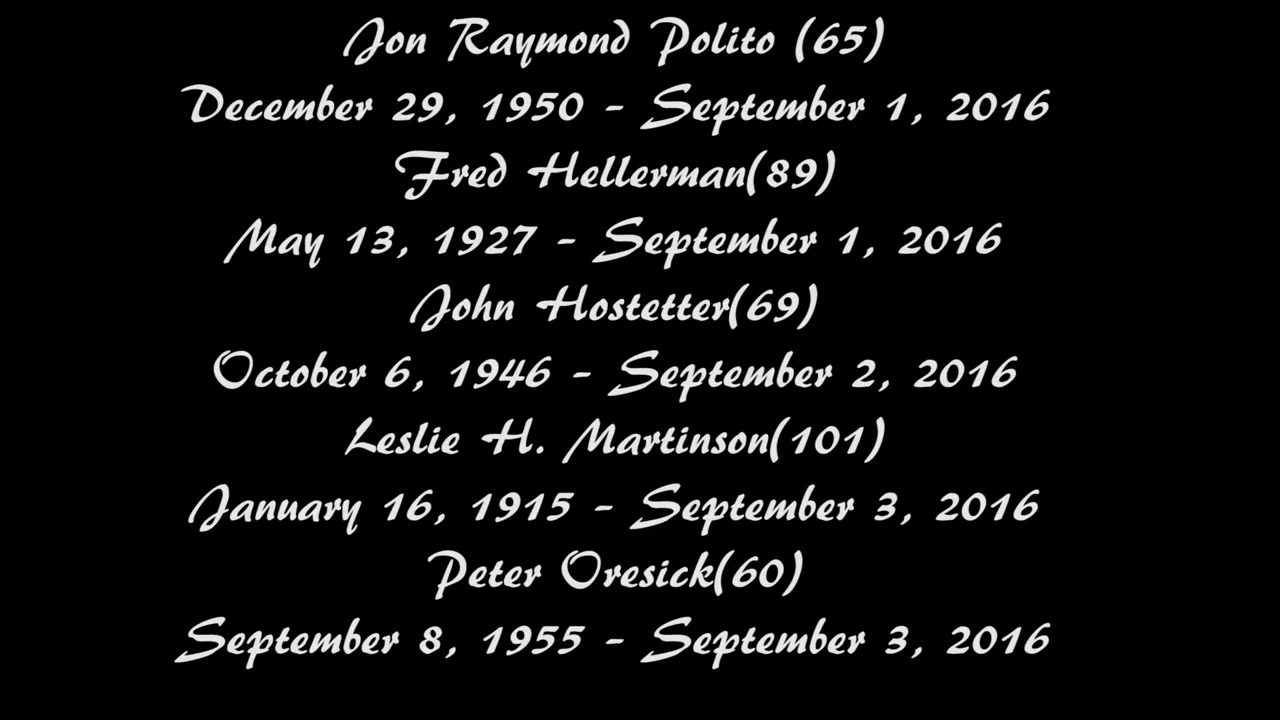 Jon Raymond Polito (65)
December 29, 1950 - September 1, 2016
Fred Hellerman(89)
May 13, 1927 - September 1, 2016
John Hostetter(69)
October 6, 1946 - September 2, 2016
Leslie H. Martinson(101)
January 16, 1915 - September 3, 2016
Peter Oresick(60)
September 8, 1955 - September 3, 2016